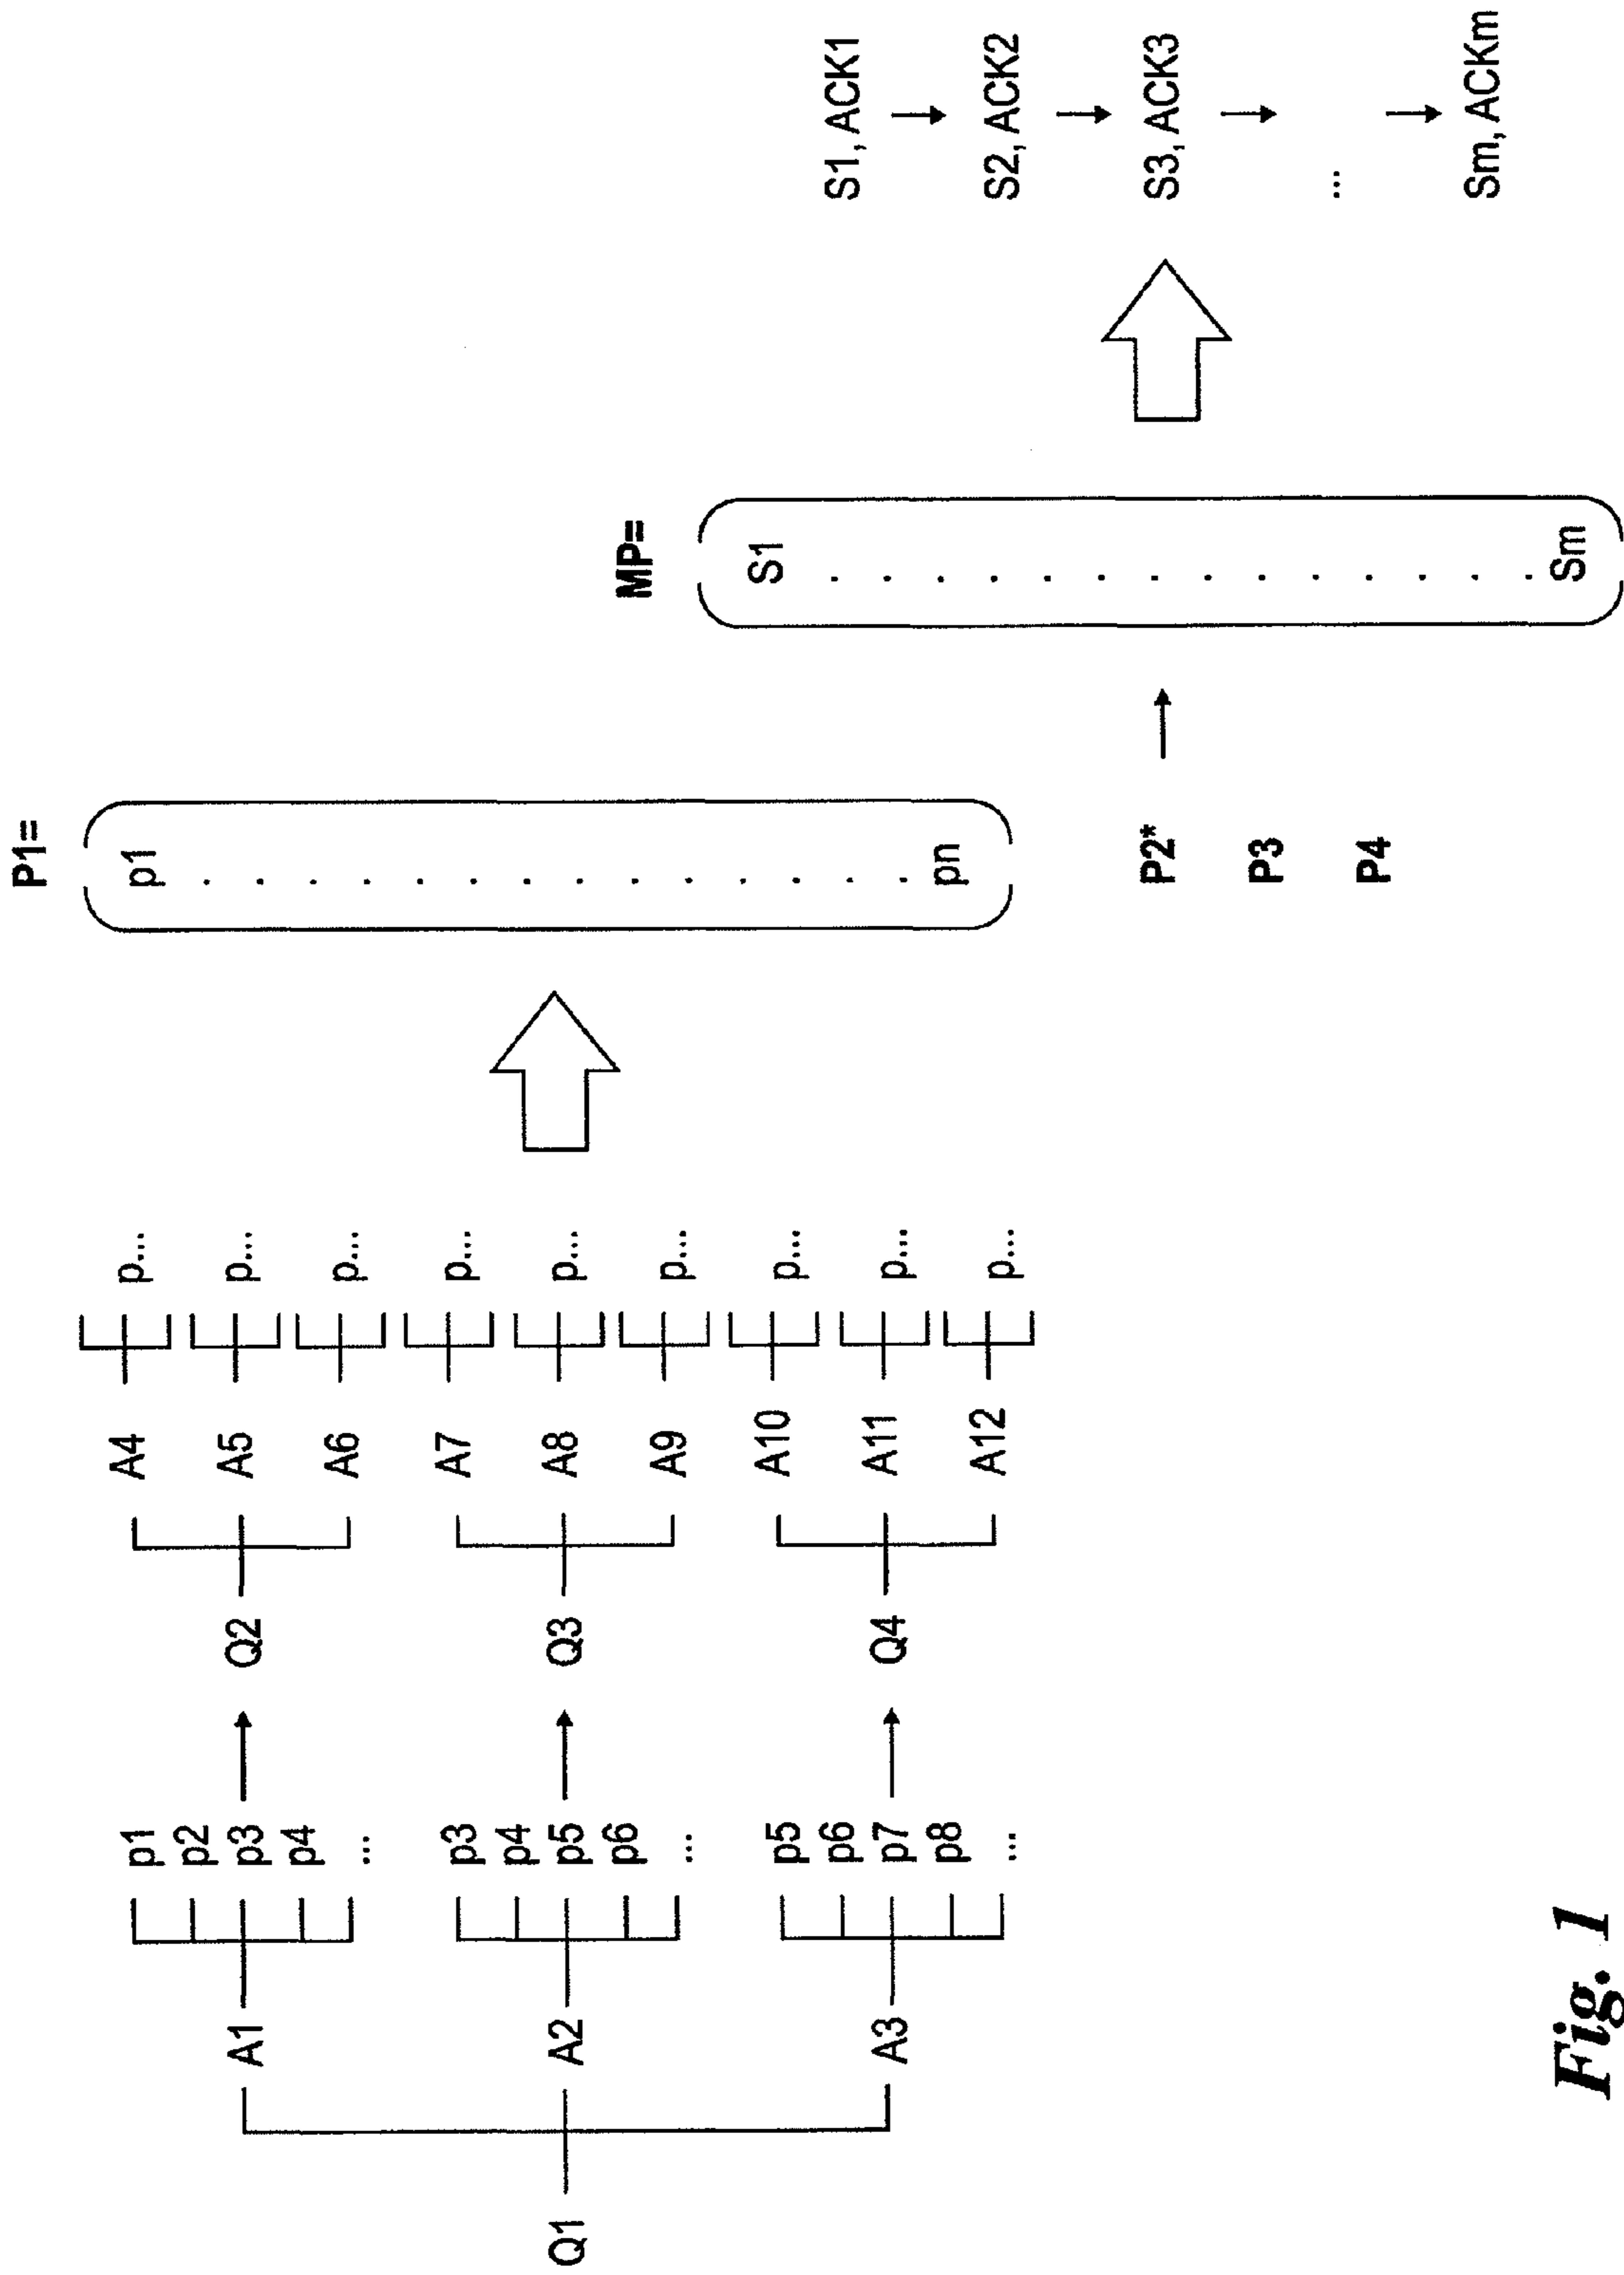 Q1
A1
A2
A3
p1
p2
p3
p4
...
p3
p4
p5
p6
...
p5
p6
p7
p8
...
Q2
Q3
Q4
A4
A5
A6
A7
A8
A9
A10
A11
A12
p...
p...
p...
p...
p...
p...
p...
p...
p...
P1=
p1
. . . . . . . . . . . . . .
pn
P2*
P3
P4
MP=
S1
. . . . . . . . . . . . . .
Sm
S1, ACK1
S2, ACK2
S3, ACK3
...
Sm, ACKm
Fig. 1